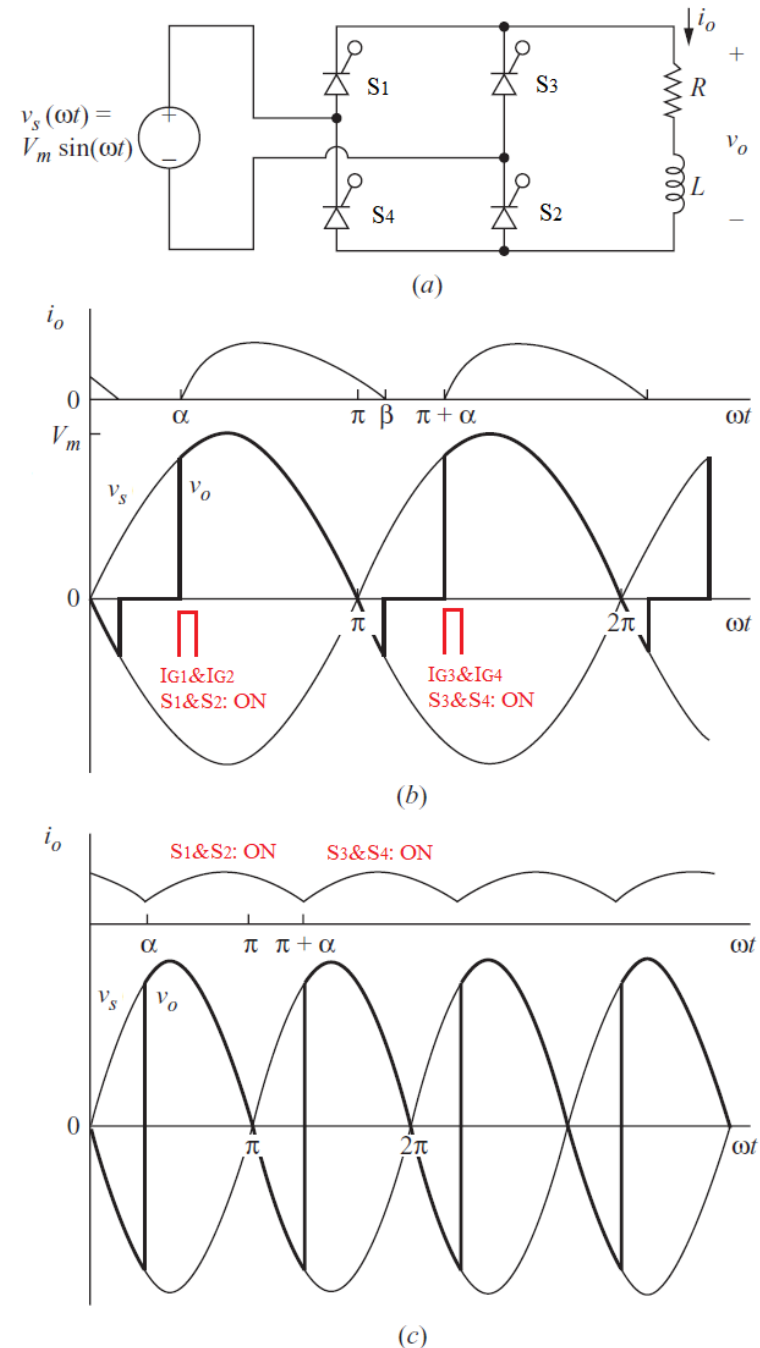 i_o
+
S1
S3
R
v_s (ωt) =
V_m sin(ωt)
+
−
v_o
S4
S2
L
−
(a)
i_o
0
α
π
β
π + α
ωt
V_m
v_s
v_o
0
π
2π
ωt
IG1&IG2
S1&S2: ON
IG3&IG4
S3&S4: ON
(b)
i_o
S1&S2: ON
S3&S4: ON
α
π
π + α
ωt
v_s
v_o
0
π
2π
ωt
(c)